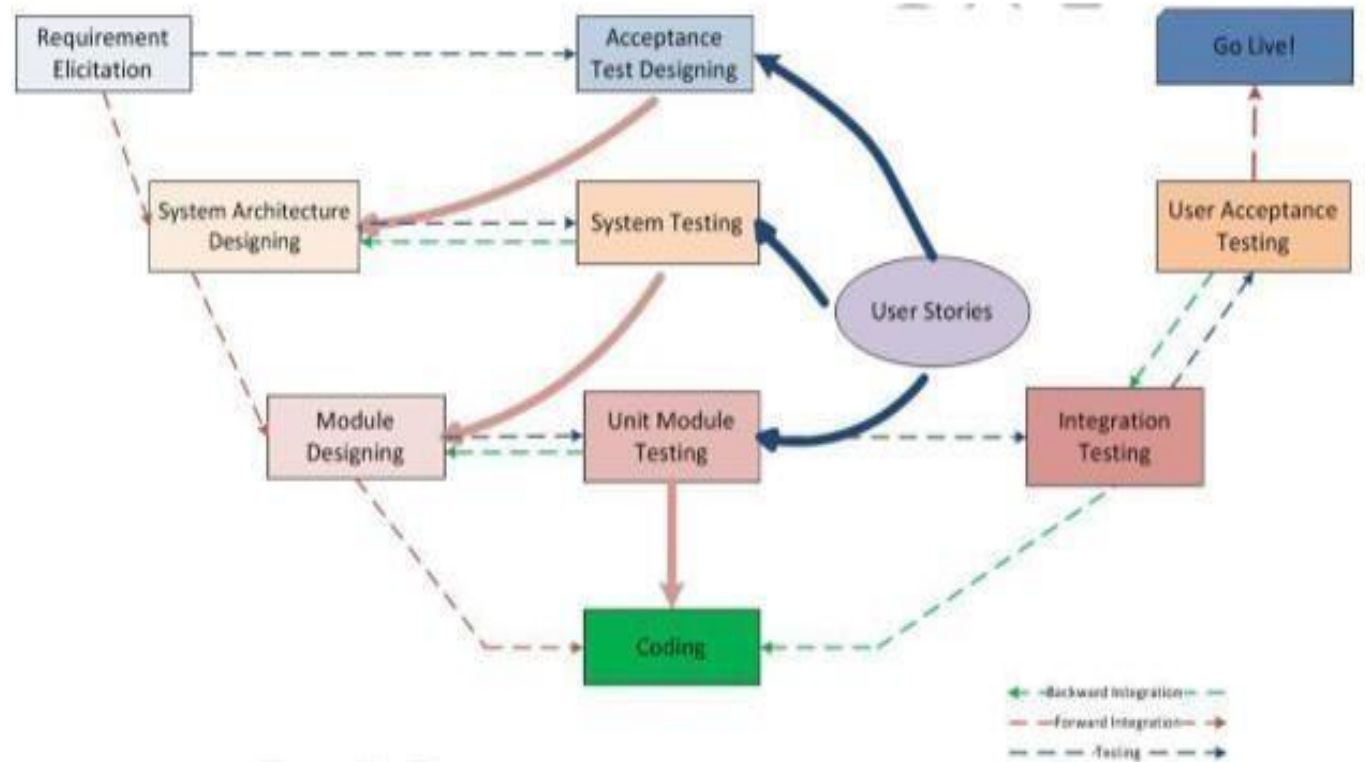 Requirement
Elicitation
Acceptance
Test Designing
Go Live!
System Architecture
Designing
System Testing
User Acceptance
Testing
User Stories
Module
Designing
Unit Module
Testing
Integration
Testing
Coding
Backward Integration
Forward Integration
Testing